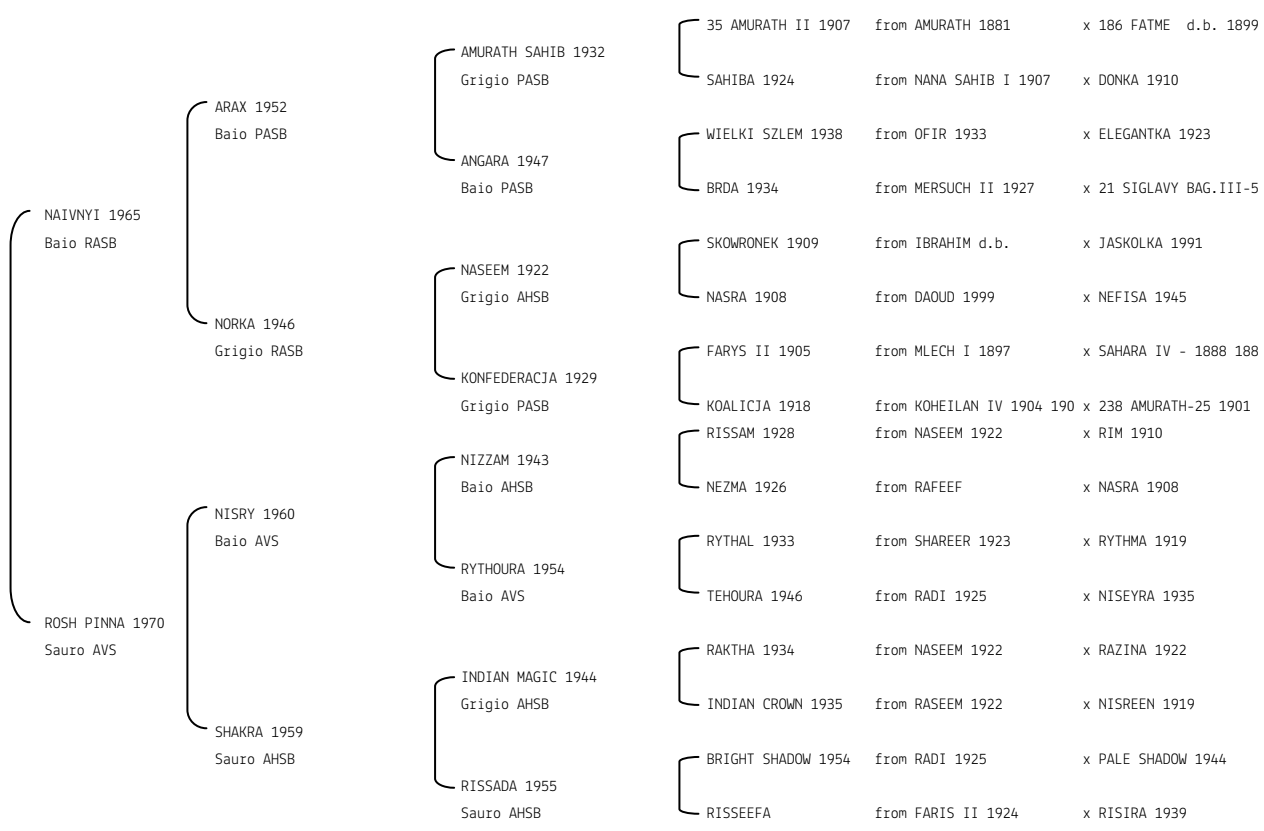 35 AMURATH II 1907 from AMURATH 1881 x 186 FATME d.b. 1899
AMURATH SAHIB 1932
Grigio PASB
SAHIBA 1924 from NANA SAHIB I 1907 x DONKA 1910
ARAX 1952
Baio PASB
WIELKI SZLEM 1938 from OFIR 1933 x ELEGANTKA 1923
ANGARA 1947
Baio PASB
BRDA 1934 from MERSUCH II 1927 x 21 SIGLAVY BAG.III-5
NAIVNYI 1965
Baio RASB
SKOWRONEK 1909 from IBRAHIM d.b. x JASKOLKA 1991
NASEEM 1922
Grigio AHSB
NASRA 1908 from DAOUD 1999 x NEFISA 1945
NORKA 1946
Grigio RASB
FARYS II 1905 from MLECH I 1897 x SAHARA IV - 1888 188
KONFEDERACJA 1929
Grigio PASB
KOALICJA 1918 from KOHEILAN IV 1904 190 x 238 AMURATH-25 1901
RISSAM 1928 from NASEEM 1922 x RIM 1910
NIZZAM 1943
Baio AHSB
NEZMA 1926 from RAFEEF x NASRA 1908
NISRY 1960
Baio AVS
RYTHAL 1933 from SHAREER 1923 x RYTHMA 1919
RYTHOURA 1954
Baio AVS
TEHOURA 1946 from RADI 1925 x NISEYRA 1935
ROSH PINNA 1970
Sauro AVS
RAKTHA 1934 from NASEEM 1922 x RAZINA 1922
INDIAN MAGIC 1944
Grigio AHSB
INDIAN CROWN 1935 from RASEEM 1922 x NISREEN 1919
SHAKRA 1959
Sauro AHSB
BRIGHT SHADOW 1954 from RADI 1925 x PALE SHADOW 1944
RISSADA 1955
Sauro AHSB
RISSEEFA from FARIS II 1924 x RISIRA 1939